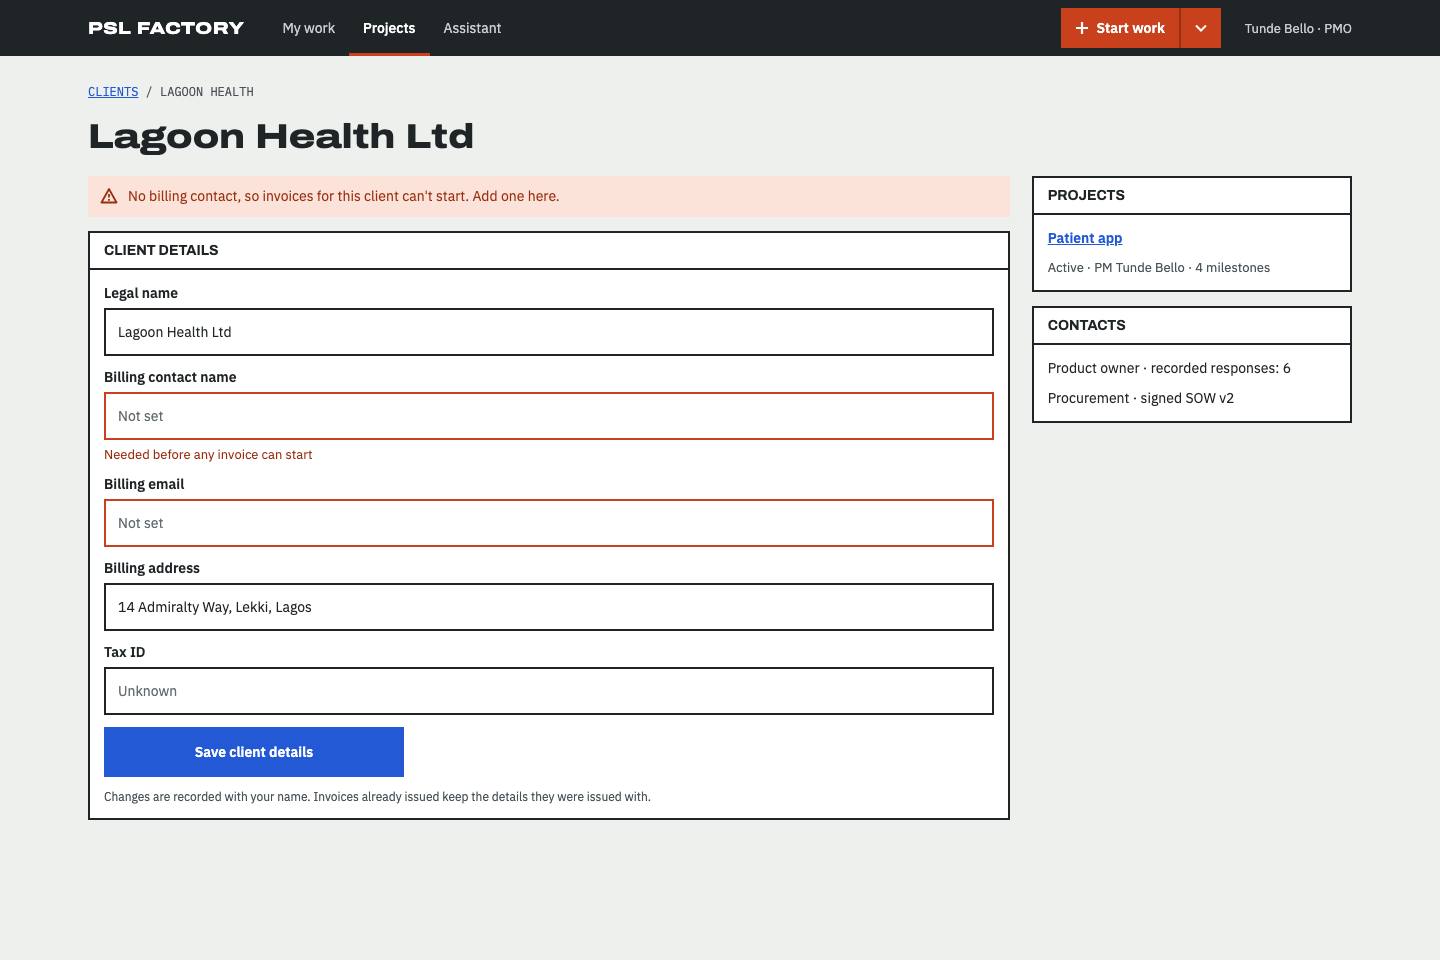 PSL FACTORY
My work
Projects
Assistant
Start work
Tunde Bello · PMO
CLIENTS / LAGOON HEALTH
Lagoon Health Ltd
No billing contact, so invoices for this client can't start. Add one here.
CLIENT DETAILS
Legal name
Lagoon Health Ltd
Billing contact name
Not set
Needed before any invoice can start
Billing email
Not set
Billing address
14 Admiralty Way, Lekki, Lagos
Tax ID
Unknown
Save client details
Changes are recorded with your name. Invoices already issued keep the details they were issued with.
PROJECTS
Patient app
Active · PM Tunde Bello · 4 milestones
CONTACTS
Product owner · recorded responses: 6
Procurement · signed SOW v2